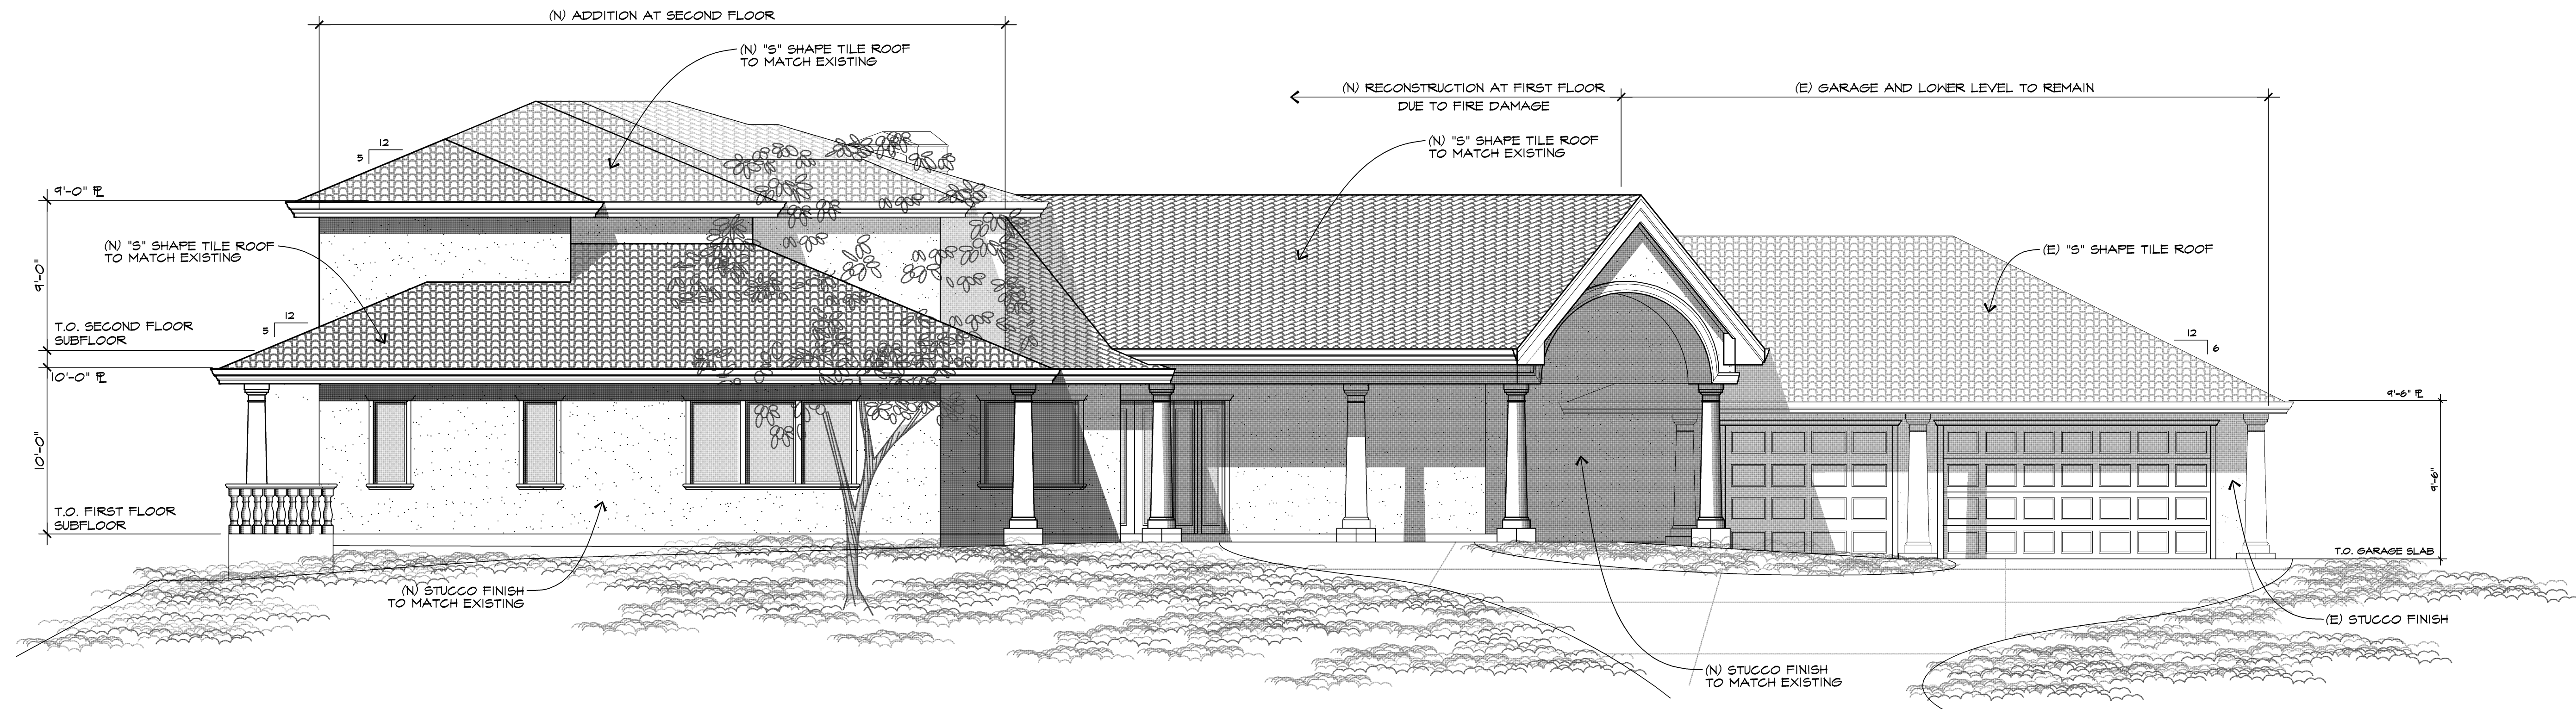 (N) ADDITION AT SECOND FLOOR
(N) "S" SHAPE TILE ROOF
TO MATCH EXISTING
(N) RECONSTRUCTION AT FIRST FLOOR
DUE TO FIRE DAMAGE
(E) GARAGE AND LOWER LEVEL TO REMAIN
(N) "S" SHAPE TILE ROOF
TO MATCH EXISTING
12
5
9'-0" PL
(N) "S" SHAPE TILE ROOF
TO MATCH EXISTING
(E) "S" SHAPE TILE ROOF
9'-0"
12
5
T.O. SECOND FLOOR
SUBFLOOR
12
6
10'-0" PL
9'-6" PL
10'-0"
9'-6"
T.O. FIRST FLOOR
SUBFLOOR
T.O. GARAGE SLAB
(N) STUCCO FINISH
TO MATCH EXISTING
(E) STUCCO FINISH
(N) STUCCO FINISH
TO MATCH EXISTING